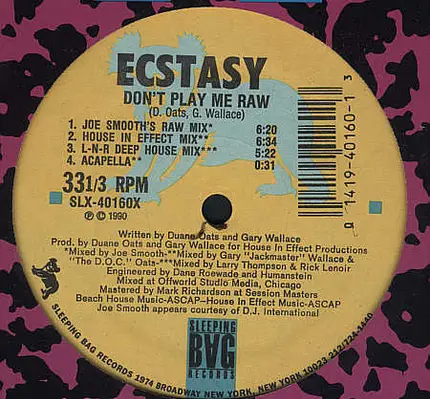 ECSTASY
DON'T PLAY ME RAW
(D. Oats, G. Wallace)
1. JOE SMOOTH'S RAW MIX* 6:20
2. HOUSE IN EFFECT MIX** 6:34
3. L-N-R DEEP HOUSE MIX*** 5:22
4. ACAPELLA** 0:31
33 1/3 RPM
SLX-40160X
℗ © 1990
0 1419-40160-1 3
Written by Duane Oats and Gary Wallace
Prod. by Duane Oats and Gary Wallace for House In Effect Productions
*Mixed by Joe Smooth-**Mixed by Gary "Jackmaster" Wallace &
"The D.O.C." Oats-***Mixed by Larry Thompson & Rick Lenoir
Engineered by Dane Roewade and Humanstein
Mixed at Offworld Studio Media, Chicago
Mastered by Mark Richardson at Session Masters
Beach House Music-ASCAP-House In Effect Music-ASCAP
Joe Smooth appears courtesy of D.J. International
SLEEPING
BAG
RECORDS
SLEEPING BAG RECORDS 1974 BROADWAY NEW YORK, NEW YORK 10023 212/724-1440